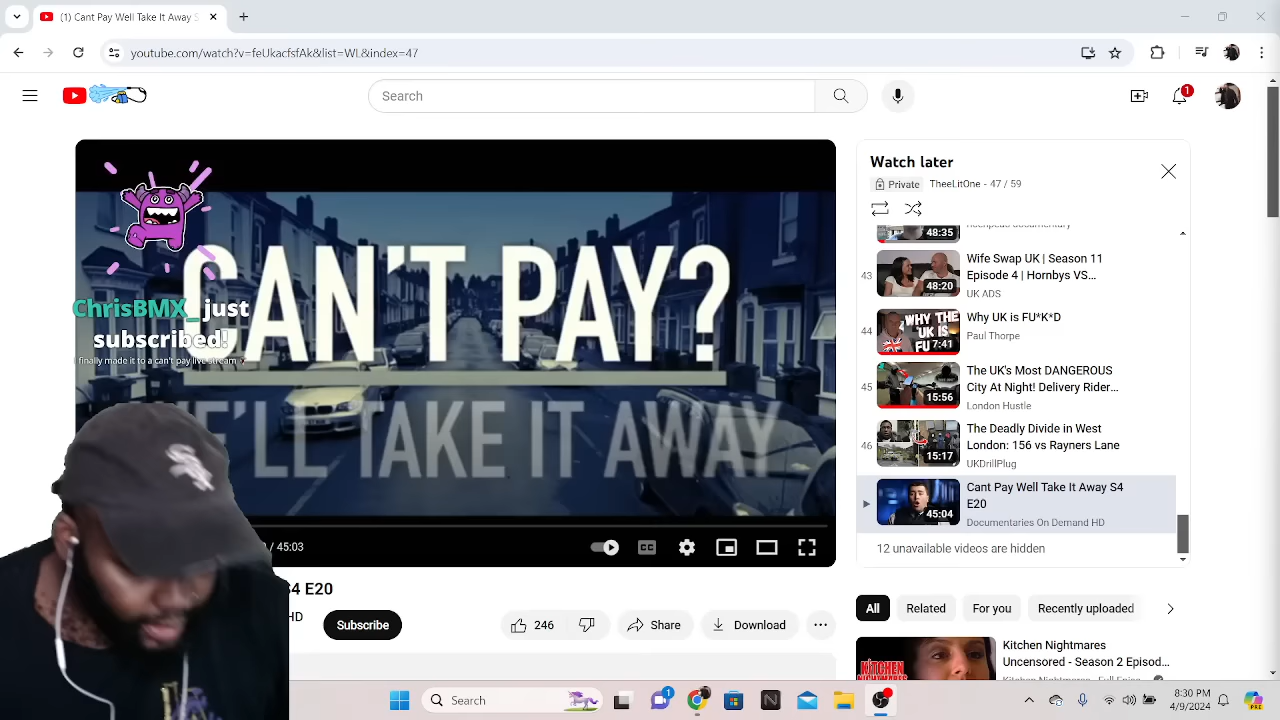 (1) Cant Pay Well Take It Away S
youtube.com/watch?v=feUkacfsfAk&list=WL&index=47
Search
1
CAN'T PAY?
LL TAKE IT AWAY
ChrisBMX_ just
subscribed!
I finally made it to a can't pay live stream
/ 45:03
CC
S4 E20
HD
Subscribe
246
Share
Download
Watch later
Private
TheeLitOne - 47 / 59
48:35
43
48:20
Wife Swap UK | Season 11
Episode 4 | Hornbys VS...
UK ADS
44
WHY THE
UK IS
FU
7:41
Why UK is FU*K*D
Paul Thorpe
45
15:56
The UK's Most DANGEROUS
City At Night! Delivery Rider...
London Hustle
46
15:17
The Deadly Divide in West
London: 156 vs Rayners Lane
UKDrillPlug
45:04
Cant Pay Well Take It Away S4
E20
Documentaries On Demand HD
12 unavailable videos are hidden
All
Related
For you
Recently uploaded
KITCHEN
NIGHTMARES
Kitchen Nightmares
Uncensored - Season 2 Episod...
Search
1
8:30 PM
4/9/2024
PRE